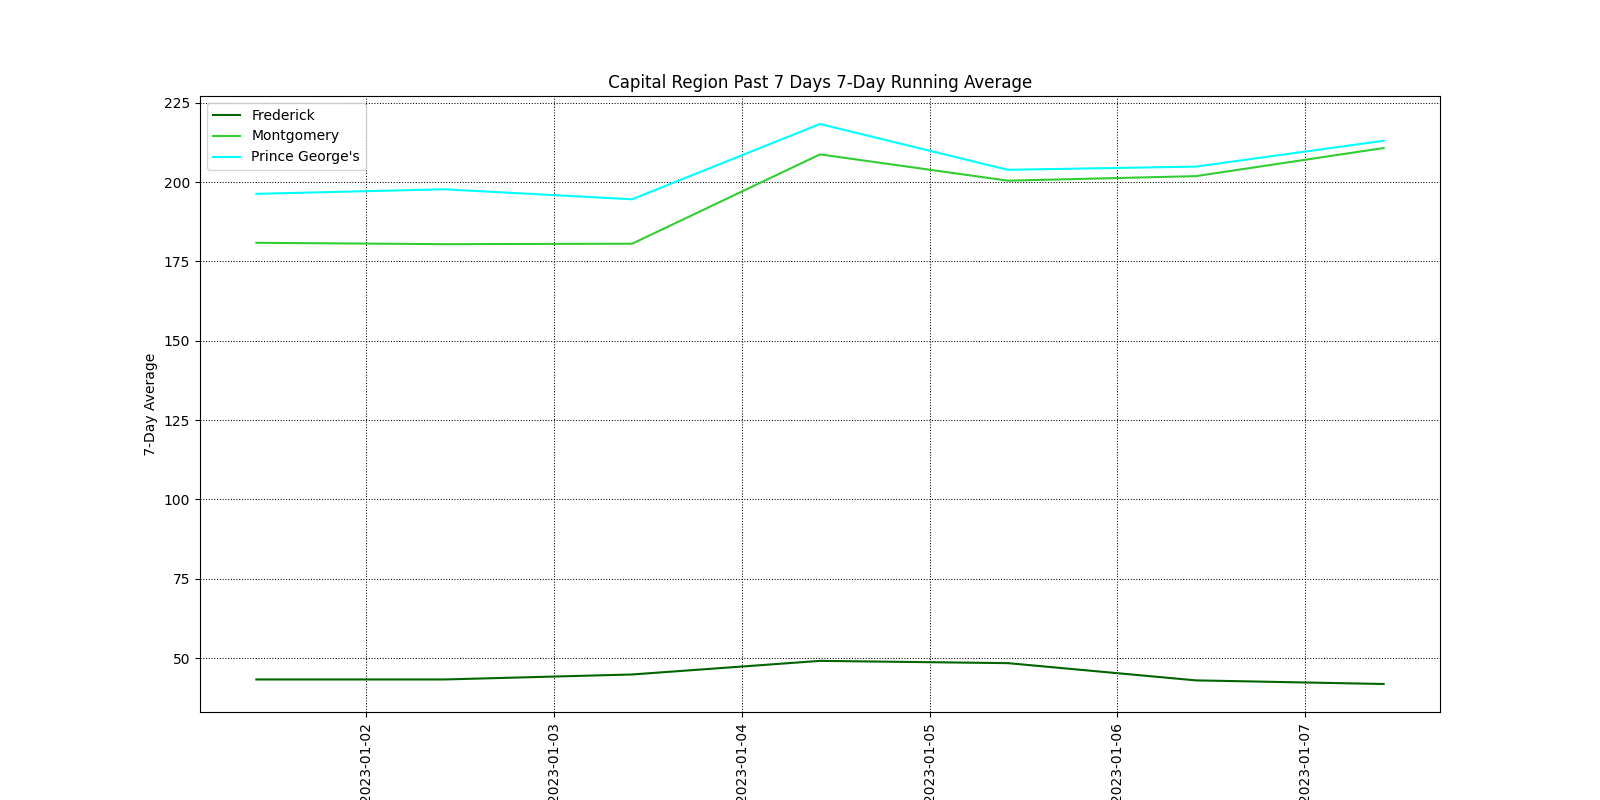 Capital Region Past 7 Days 7-Day Running Average
Frederick
Montgomery
Prince George's
225
200
175
150
125
100
75
50
7-Day Average
2023-01-02
2023-01-03
2023-01-04
2023-01-05
2023-01-06
2023-01-07